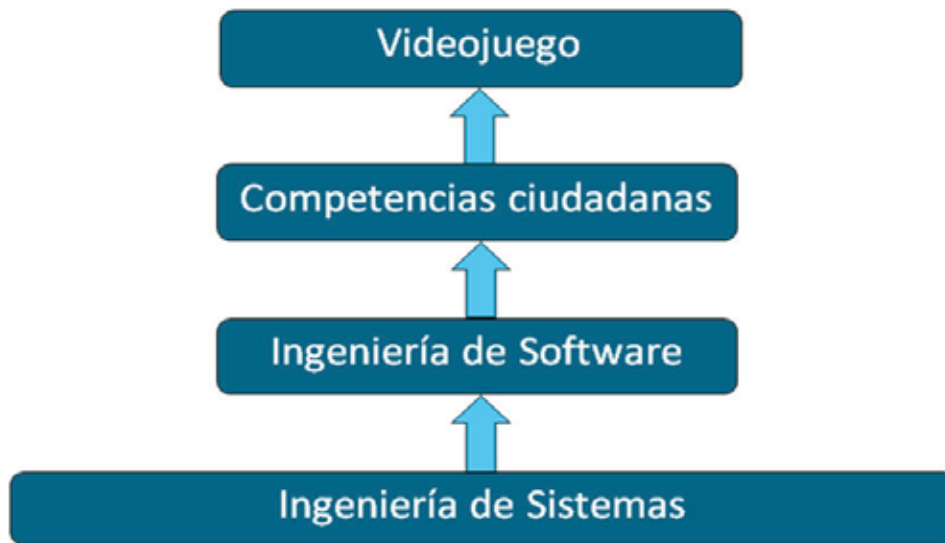 Videojuego
Competencias ciudadanas
Ingeniería de Software
Ingeniería de Sistemas